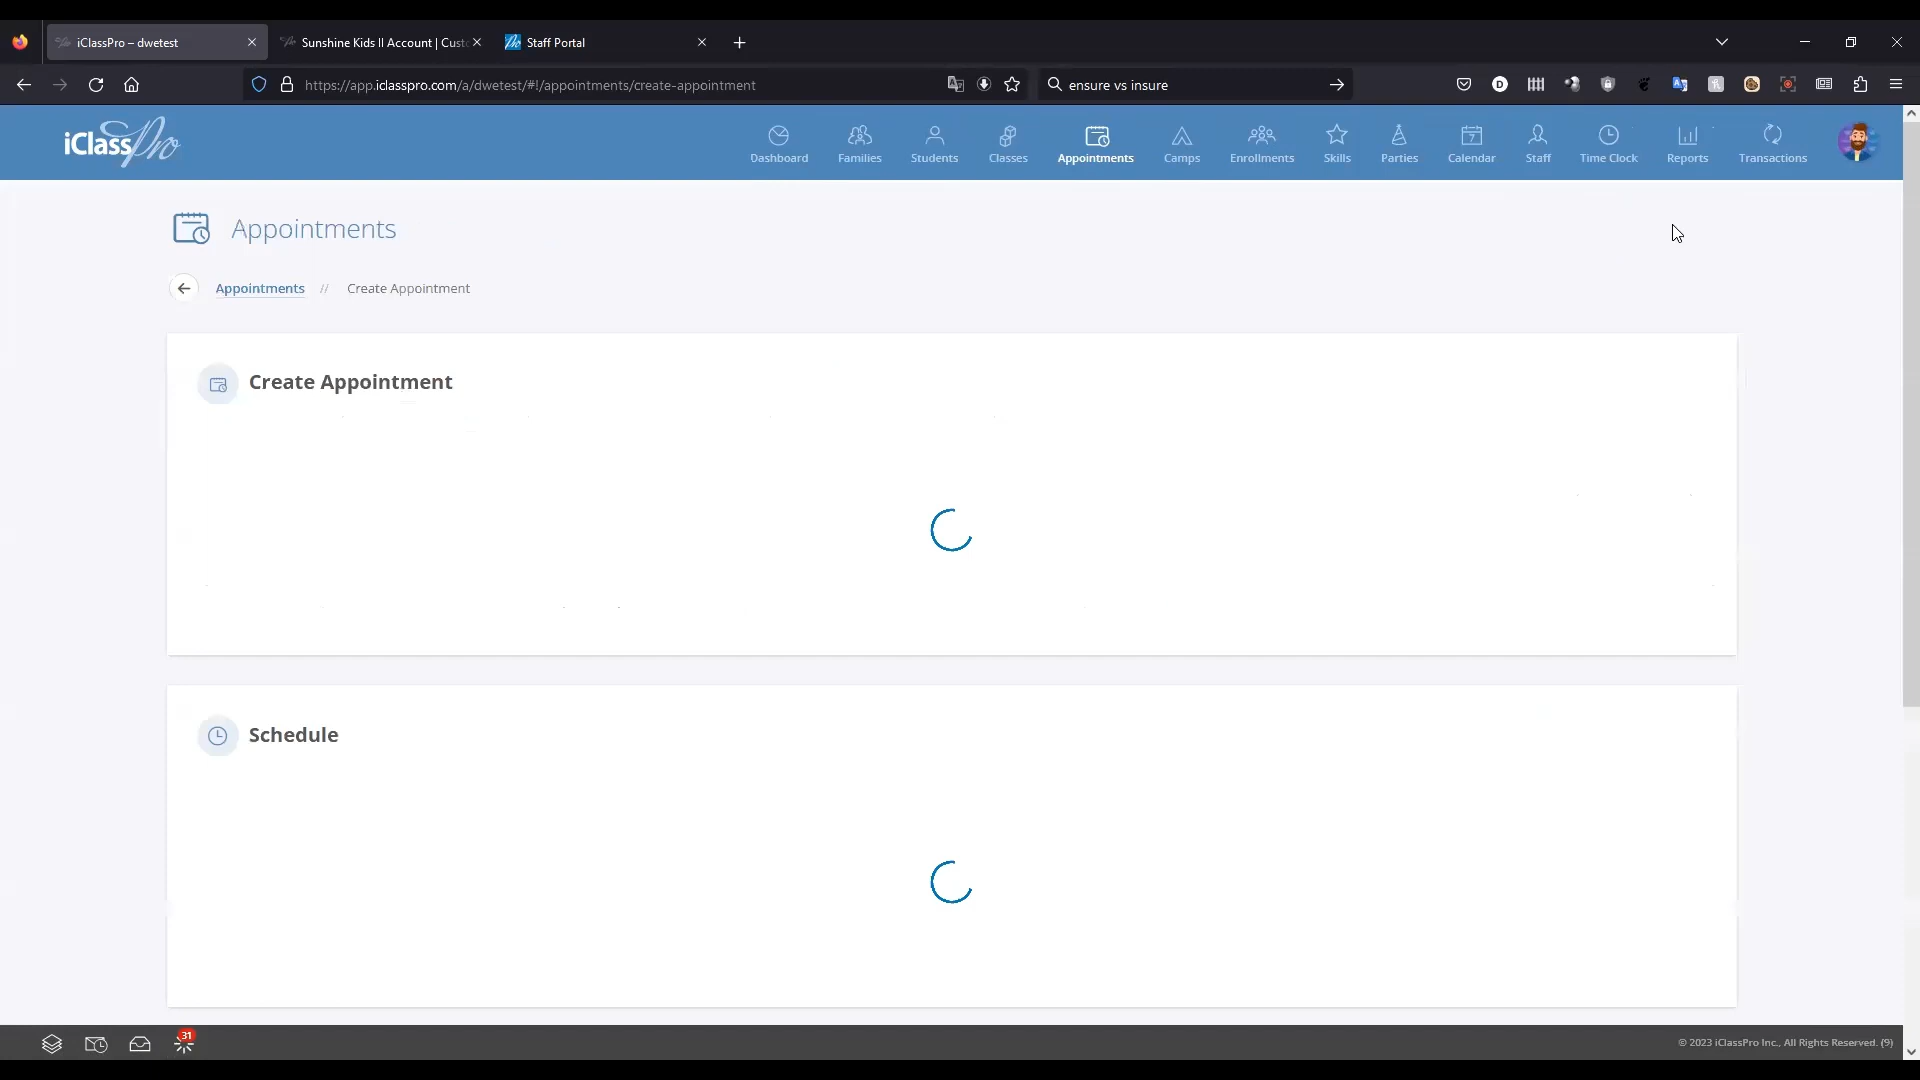 iClassPro – dwetest
Sunshine Kids II Account | Custo
Staff Portal
https://app.iclasspro.com/a/dwetest/#!/appointments/create-appointment
ensure vs insure
iClassPro
Dashboard
Families
Students
Classes
Appointments
Camps
Enrollments
Skills
Parties
Calendar
Staff
Time Clock
Reports
Transactions
Appointments
Appointments // Create Appointment
Create Appointment
Schedule
31
© 2023 iClassPro Inc., All Rights Reserved. (9)